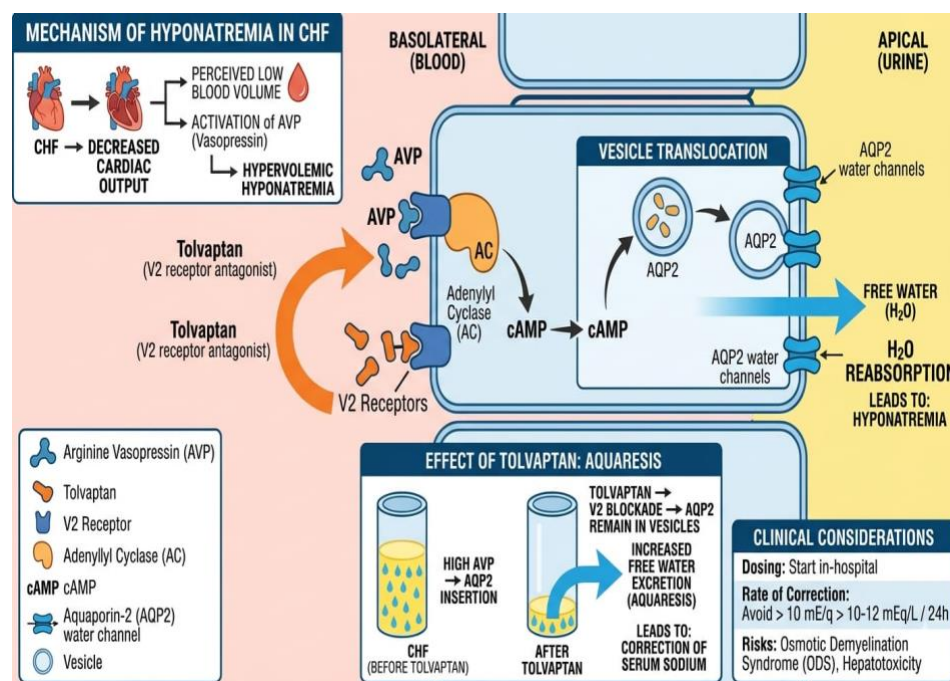 MECHANISM OF HYPONATREMIA IN CHF
CHF
DECREASED
CARDIAC
OUTPUT
PERCEIVED LOW
BLOOD VOLUME
ACTIVATION of AVP
(Vasopressin)
HYPERVOLEMIC
HYPONATREMIA
BASOLATERAL
(BLOOD)
APICAL
(URINE)
AVP
AVP
AC
Adenylyl
Cyclase (AC)
cAMP
cAMP
VESICLE TRANSLOCATION
AQP2
AQP2
AQP2
water channels
AQP2 water
channels
FREE WATER
(H₂O)
H₂O
REABSORPTION
LEADS TO:
HYPONATREMIA
Tolvaptan
(V2 receptor antagonist)
Tolvaptan
(V2 receptor antagonist)
V2 Receptors
Arginine Vasopressin (AVP)
Tolvaptan
V2 Receptor
Adenyllyl Cyclase (AC)
cAMP cAMP
Aquaporin-2 (AQP2)
water channel
Vesicle
EFFECT OF TOLVAPTAN: AQUARESIS
HIGH AVP
→ AQP2
INSERTION
CHF
(BEFORE TOLVAPTAN)
AFTER
TOLVAPTAN
TOLVAPTAN →
V2 BLOCKADE → AQP2
REMAIN IN VESICLES
INCREASED
FREE WATER
EXCRETION
(AQUARESIS)
LEADS TO:
CORRECTION OF
SERUM SODIUM
CLINICAL CONSIDERATIONS
Dosing: Start in-hospital
Rate of Correction:
Avoid > 10 mE/q > 10-12 mEq/L / 24h
Risks: Osmotic Demyelination
Syndrome (ODS), Hepatotoxicity